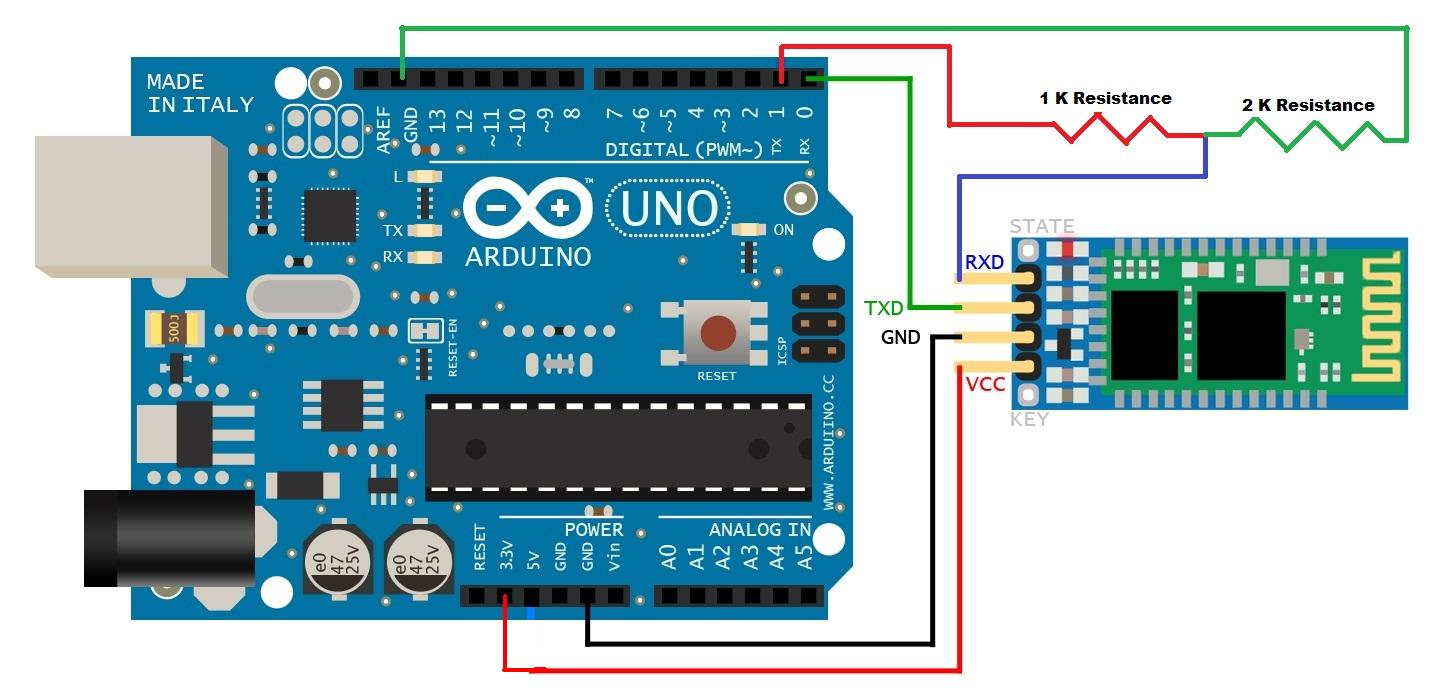 MADE
IN ITALY
AREF
GND
13
12
~11
~10
~9
8
7
~6
~5
4
~3
2
1
0
DIGITAL (PWM~)
TX
RX
1 K Resistance
2 K Resistance
L
TX
RX
™
UNO
ARDUINO
ON
STATE
RXD
TXD
GND
VCC
KEY
500J
RESET-EN
RESET
ICSP
WWW.ARDUIINO.CC
e0
47
25V
e0
47
25V
POWER
ANALOG IN
RESET
3.3V
5V
GND
GND
Vin
A0
A1
A2
A3
A4
A5